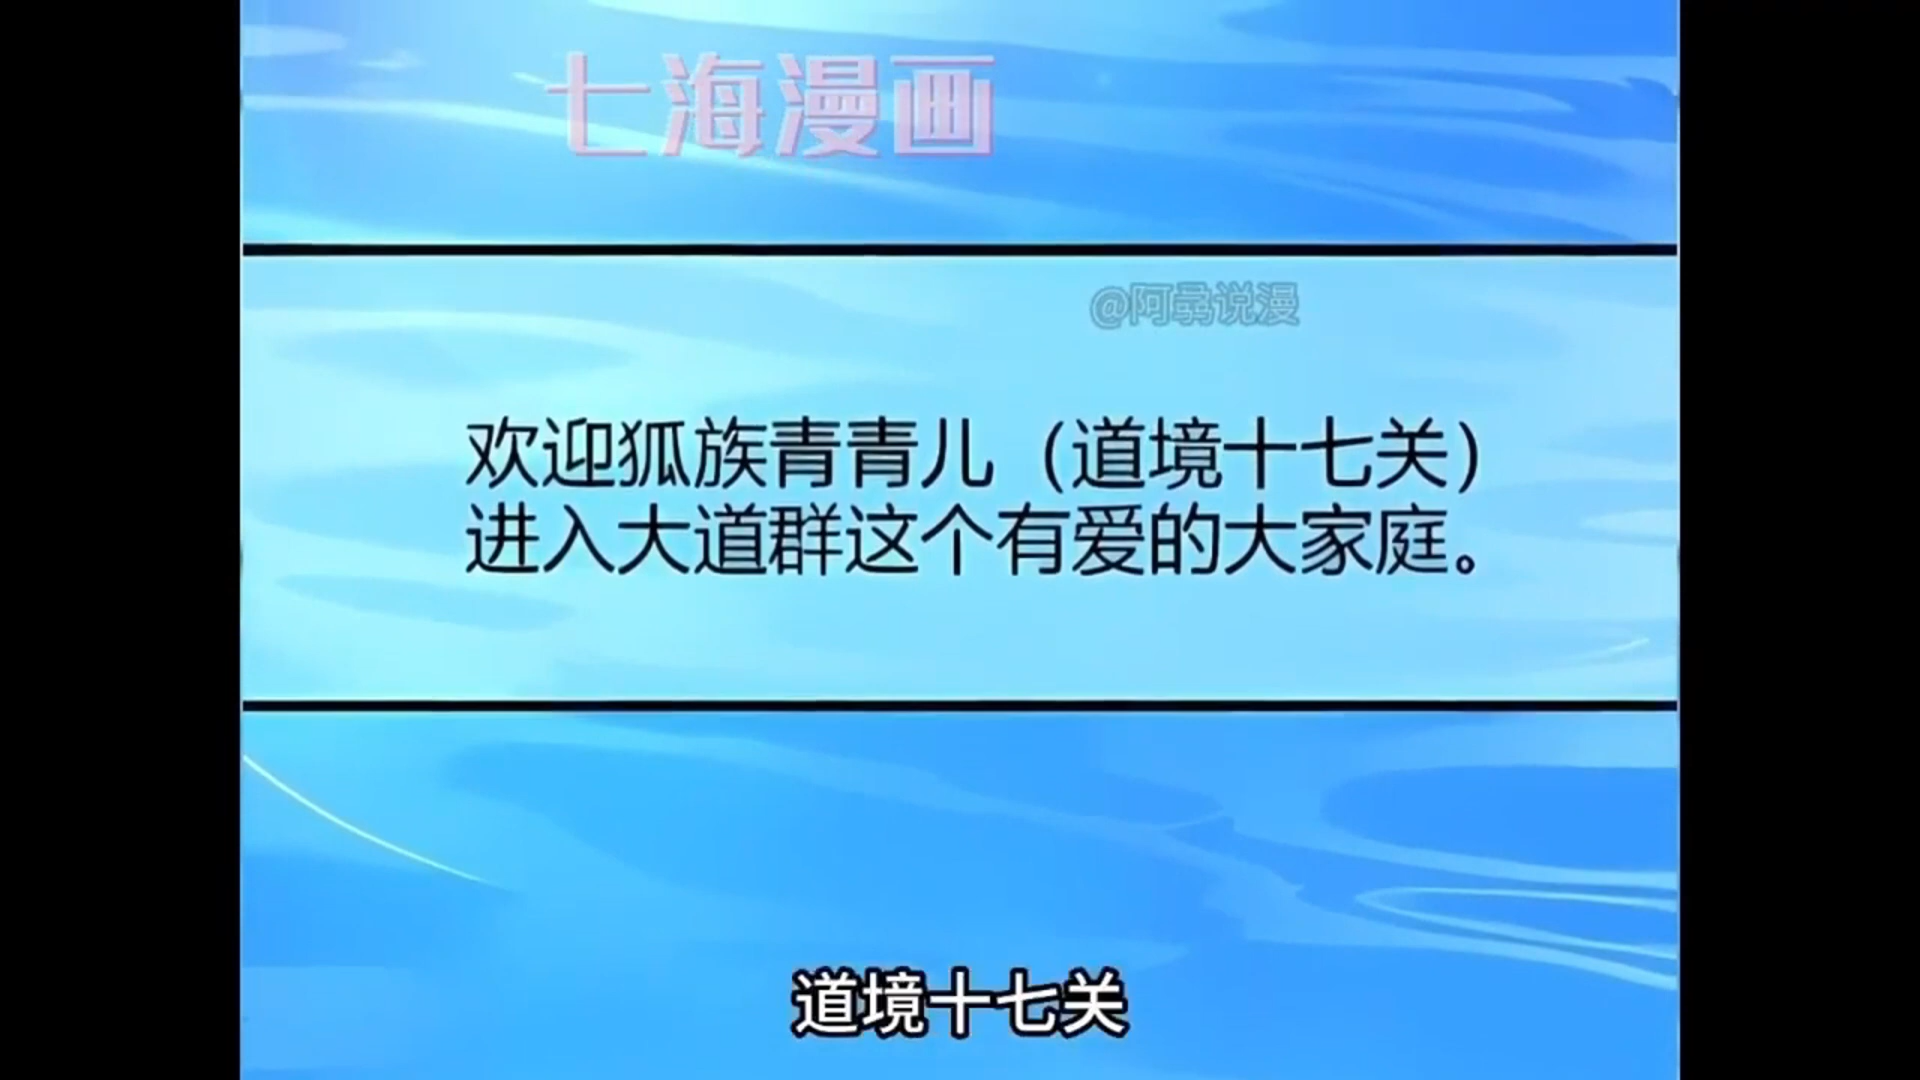 七海漫画
@阿骉说漫
欢迎狐族青青儿（道境十七关）
进入大道群这个有爱的大家庭。
道境十七关